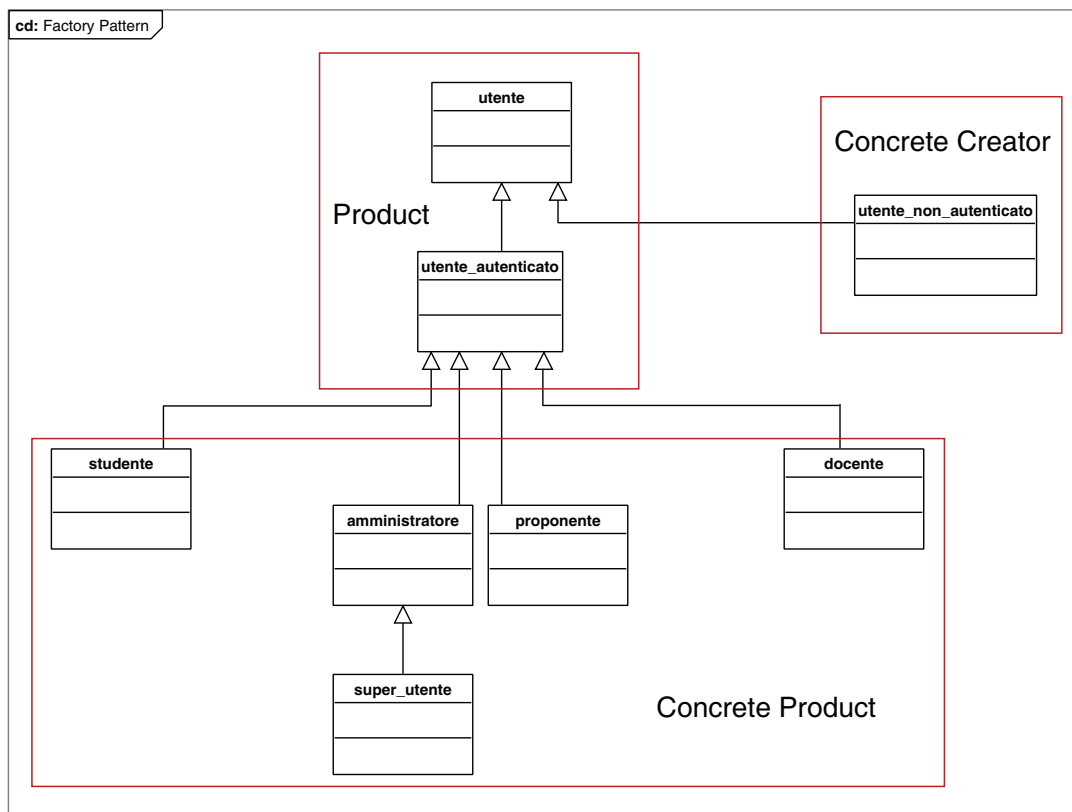 cd: Factory Pattern
utente
Concrete Creator
utente_non_autenticato
Product
utente_autenticato
studente
docente
amministratore
proponente
super_utente
Concrete Product